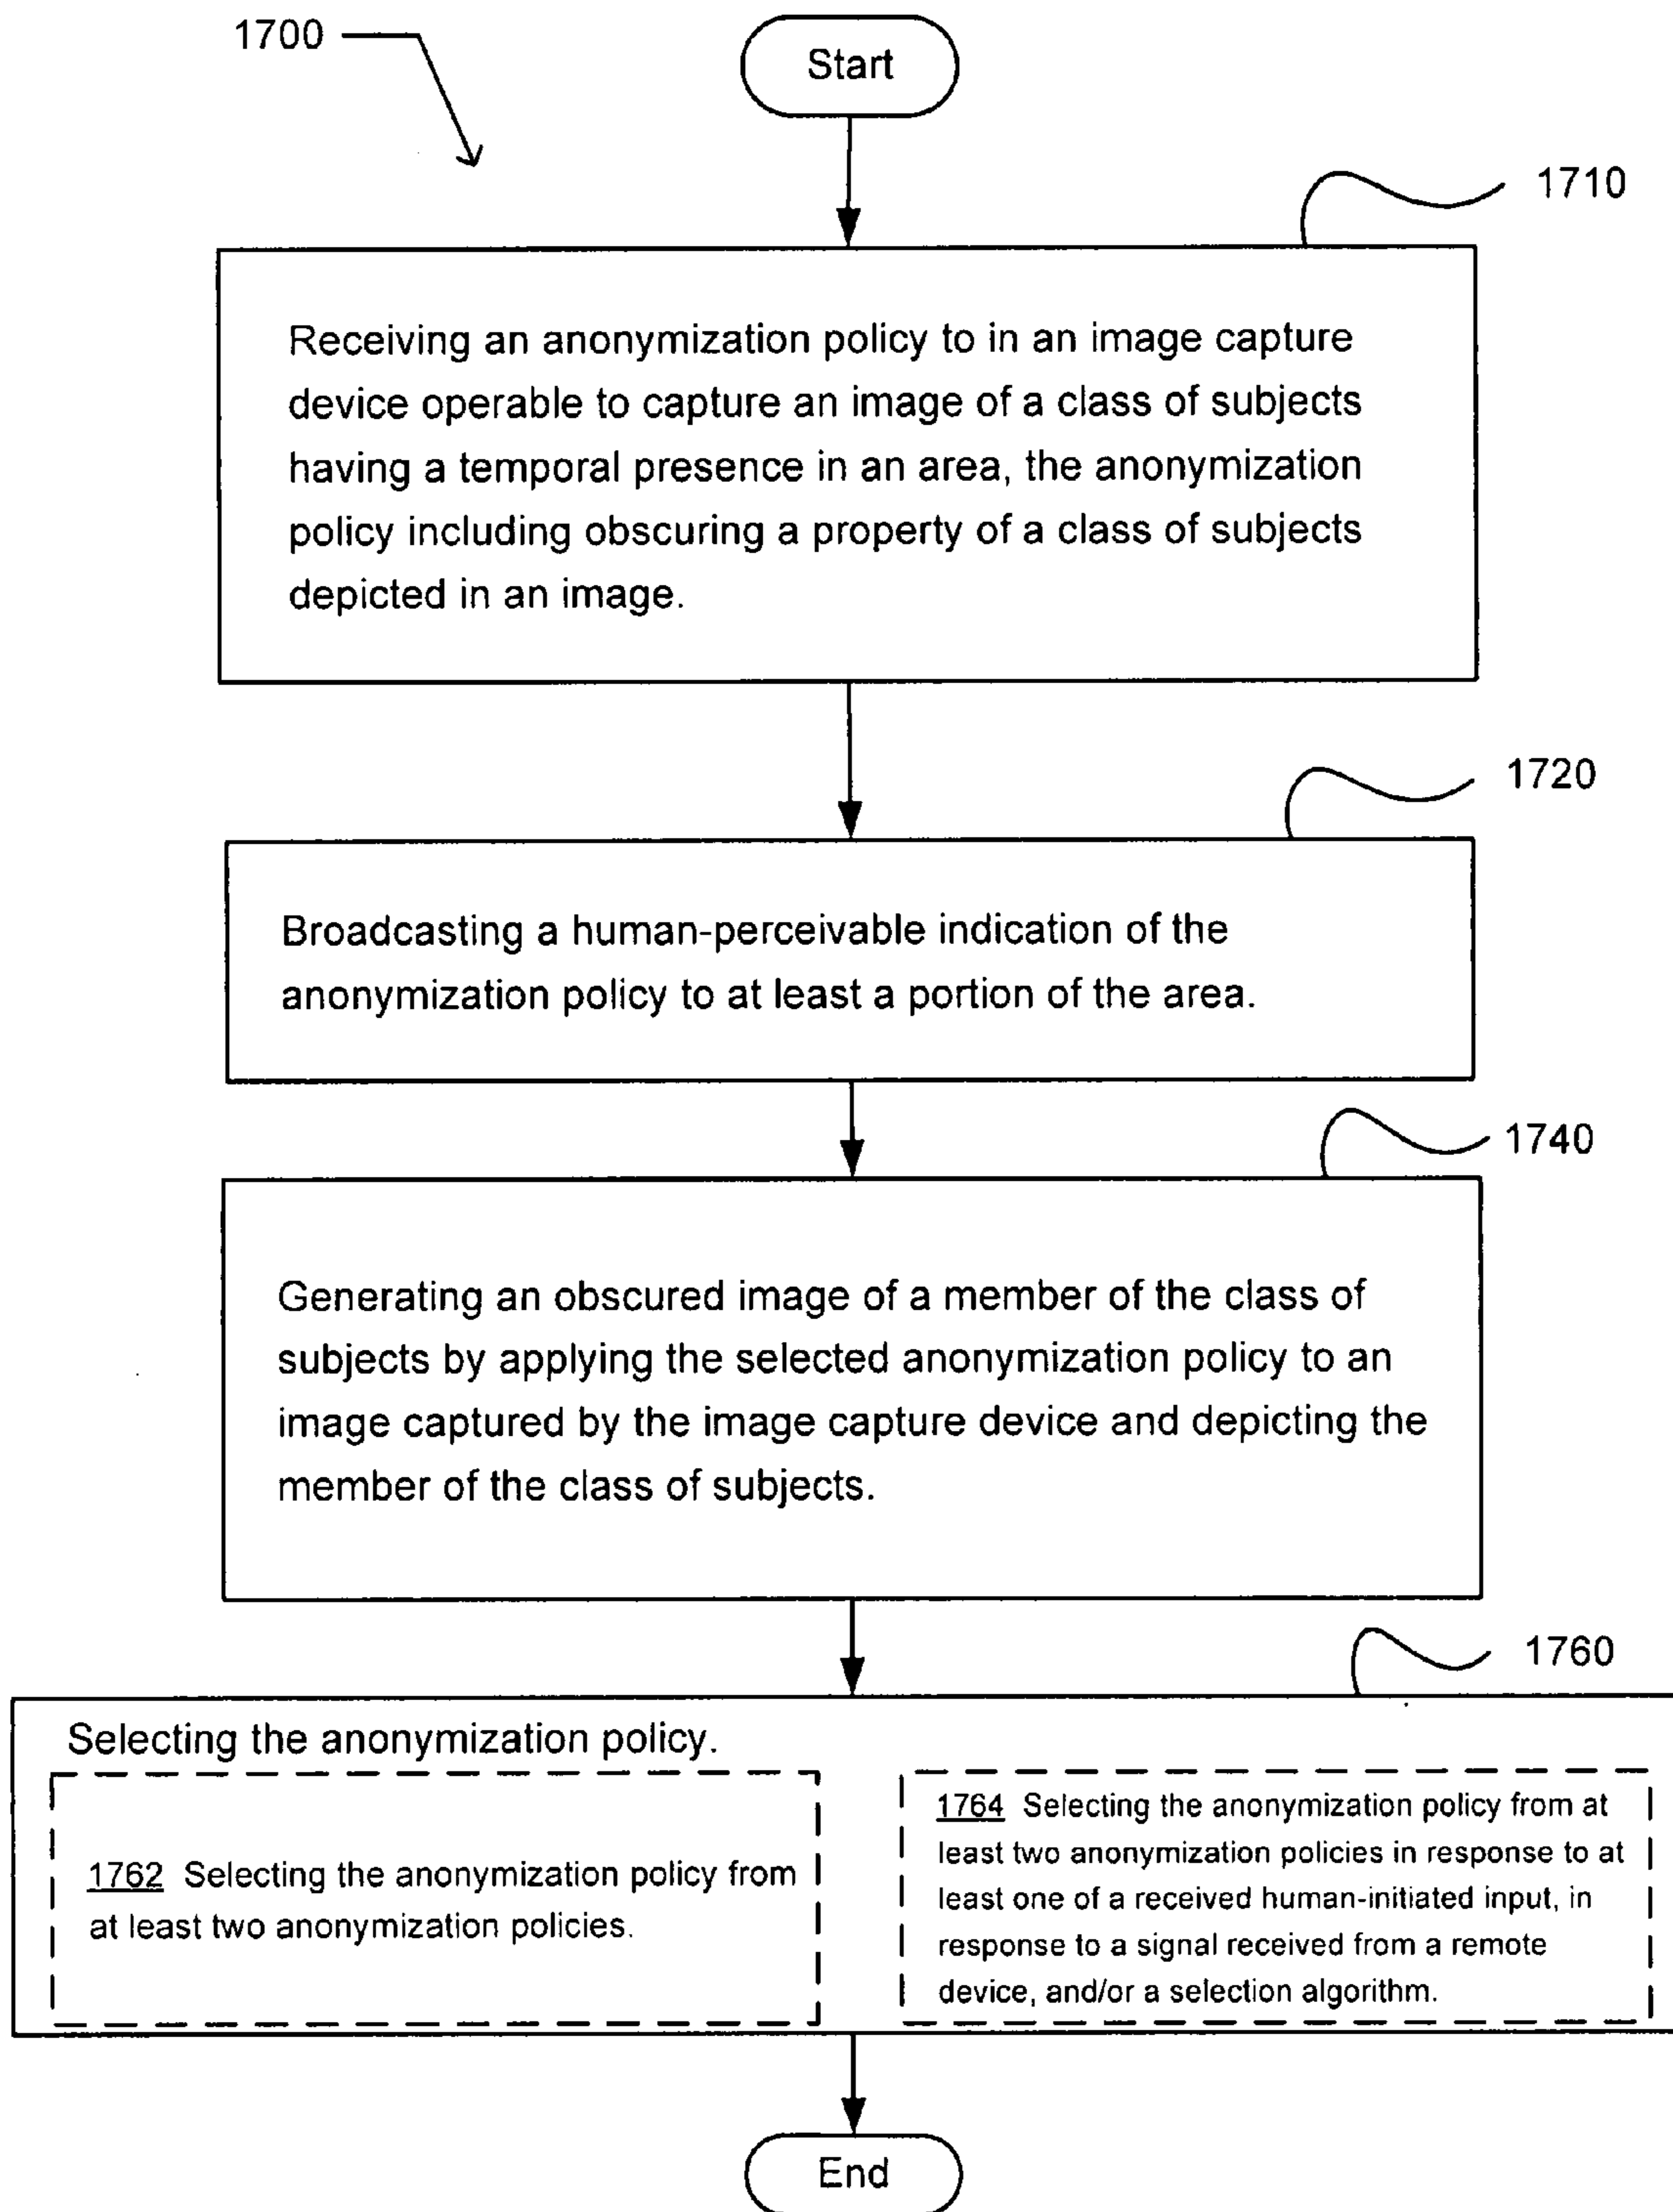 1700
Start
1710
Receiving an anonymization policy to in an image capture
device operable to capture an image of a class of subjects
having a temporal presence in an area, the anonymization
policy including obscuring a property of a class of subjects
depicted in an image.
1720
Broadcasting a human-perceivable indication of the
anonymization policy to at least a portion of the area.
1740
Generating an obscured image of a member of the class of
subjects by applying the selected anonymization policy to an
image captured by the image capture device and depicting the
member of the class of subjects.
1760
Selecting the anonymization policy.
1762 Selecting the anonymization policy from
at least two anonymization policies.
1764 Selecting the anonymization policy from at
least two anonymization policies in response to at
least one of a received human-initiated input, in
response to a signal received from a remote
device, and/or a selection algorithm.
End